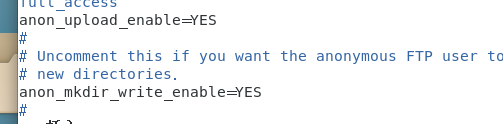 full_access
anon_upload_enable=YES
#
# Uncomment this if you want the anonymous FTP user to
# new directories.
anon_mkdir_write_enable=YES
#